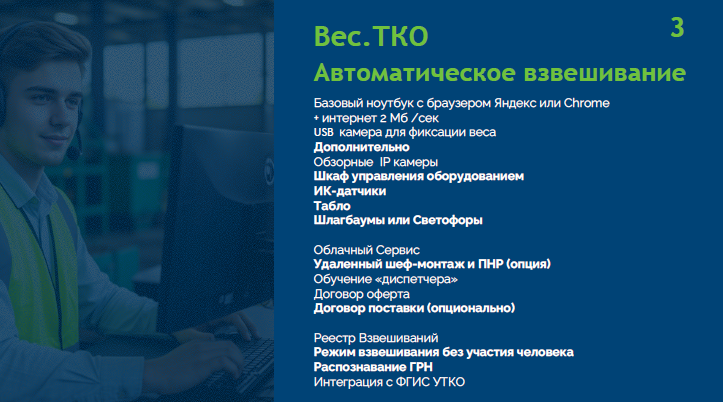 3
Вес.ТКО
Автоматическое взвешивание
Базовый ноутбук с браузером Яндекс или Chrome
+ интернет 2 Мб /сек
USB камера для фиксации веса
Дополнительно
Обзорные IP камеры
Шкаф управления оборудованием
ИК-датчики
Табло
Шлагбаумы или Светофоры
Облачный Сервис
Удаленный шеф-монтаж и ПНР (опция)
Обучение «диспетчера»
Договор оферта
Договор поставки (опционально)
Реестр Взвешиваний
Режим взвешивания без участия человека
Распознавание ГРН
Интеграция с ФГИС УТКО